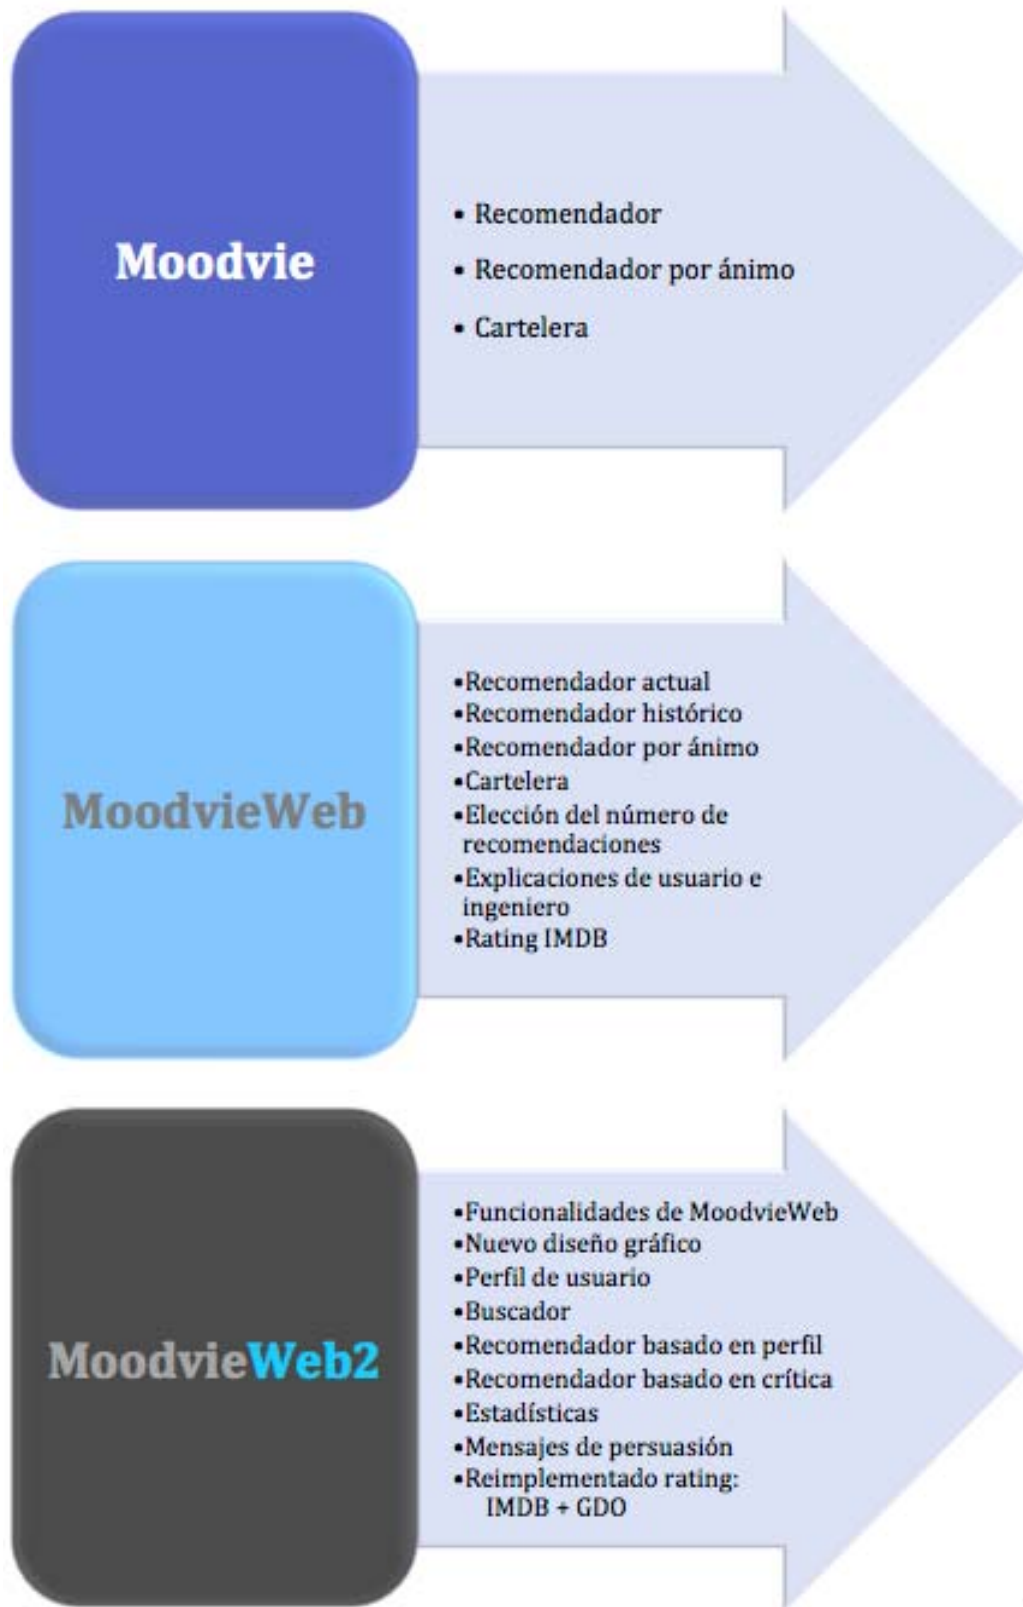 Moodvie
• Recomendador
• Recomendador por ánimo
• Cartelera
MoodvieWeb
•Recomendador actual
•Recomendador histórico
•Recomendador por ánimo
•Cartelera
•Elección del número de
recomendaciones
•Explicaciones de usuario e
ingeniero
•Rating IMDB
MoodvieWeb2
•Funcionalidades de MoodvieWeb
•Nuevo diseño gráfico
•Perfil de usuario
•Buscador
•Recomendador basado en perfil
•Recomendador basado en crítica
•Estadísticas
•Mensajes de persuasión
•Reimplementado rating:
IMDB + GDO